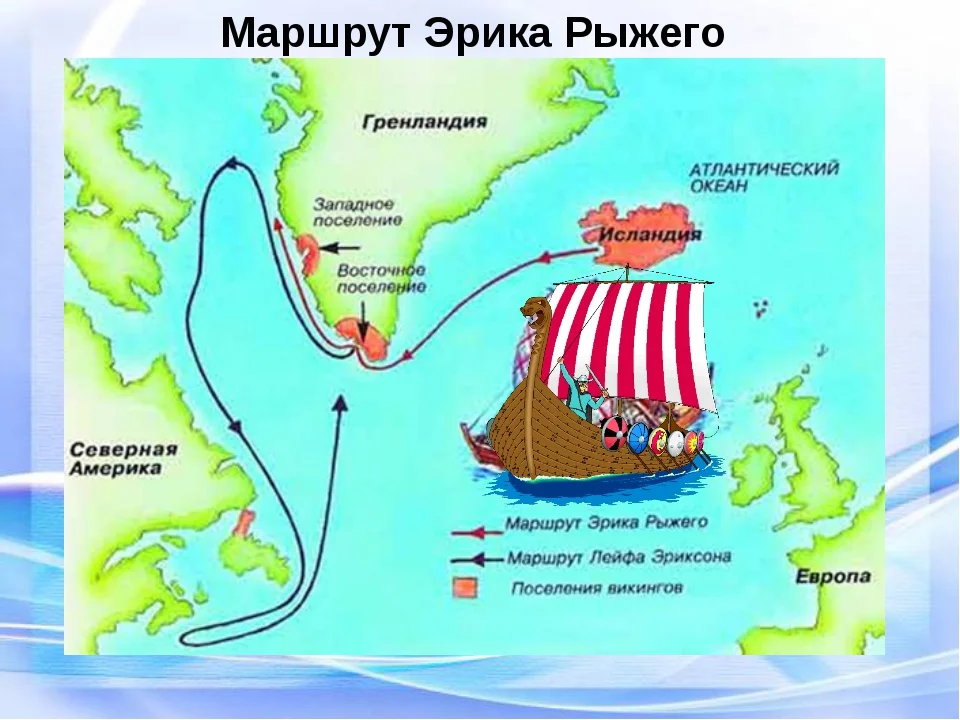 Маршрут Эрика Рыжего
Гренландия
АТЛАНТИЧЕСКИЙ
ОКЕАН
Западное
поселение
Исландия
Восточное
поселение
Северная
Америка
Маршрут Эрика Рыжего
Маршрут Лейфа Эриксона
Поселения викингов
Европа